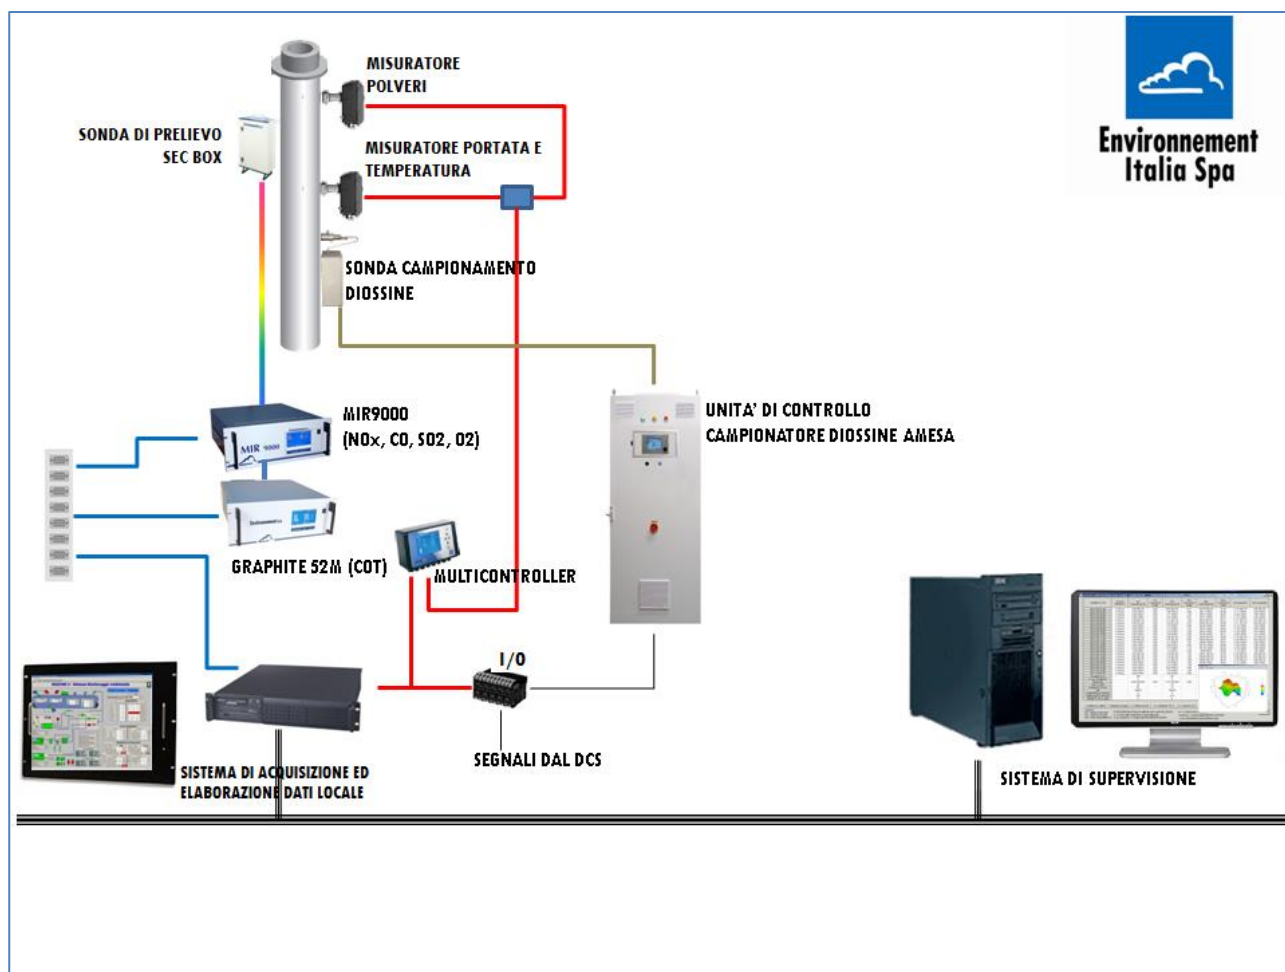 MISURATORE
POLVERI
SONDA DI PRELIEVO
SEC BOX
MISURATORE PORTATA E
TEMPERATURA
SONDA CAMPIONAMENTO
DIOSSINE
Environnement
Italia Spa
MIR9000
(NOx, CO, SO2, O2)
MIR 9000
UNITA' DI CONTROLLO
CAMPIONATORE DIOSSINE AMESA
GRAPHITE 52M (COT)
MULTICONTROLLER
I/O
SEGNALI DAL DCS
SISTEMA DI ACQUISIZIONE ED
ELABORAZIONE DATI LOCALE
SISTEMA DI SUPERVISIONE